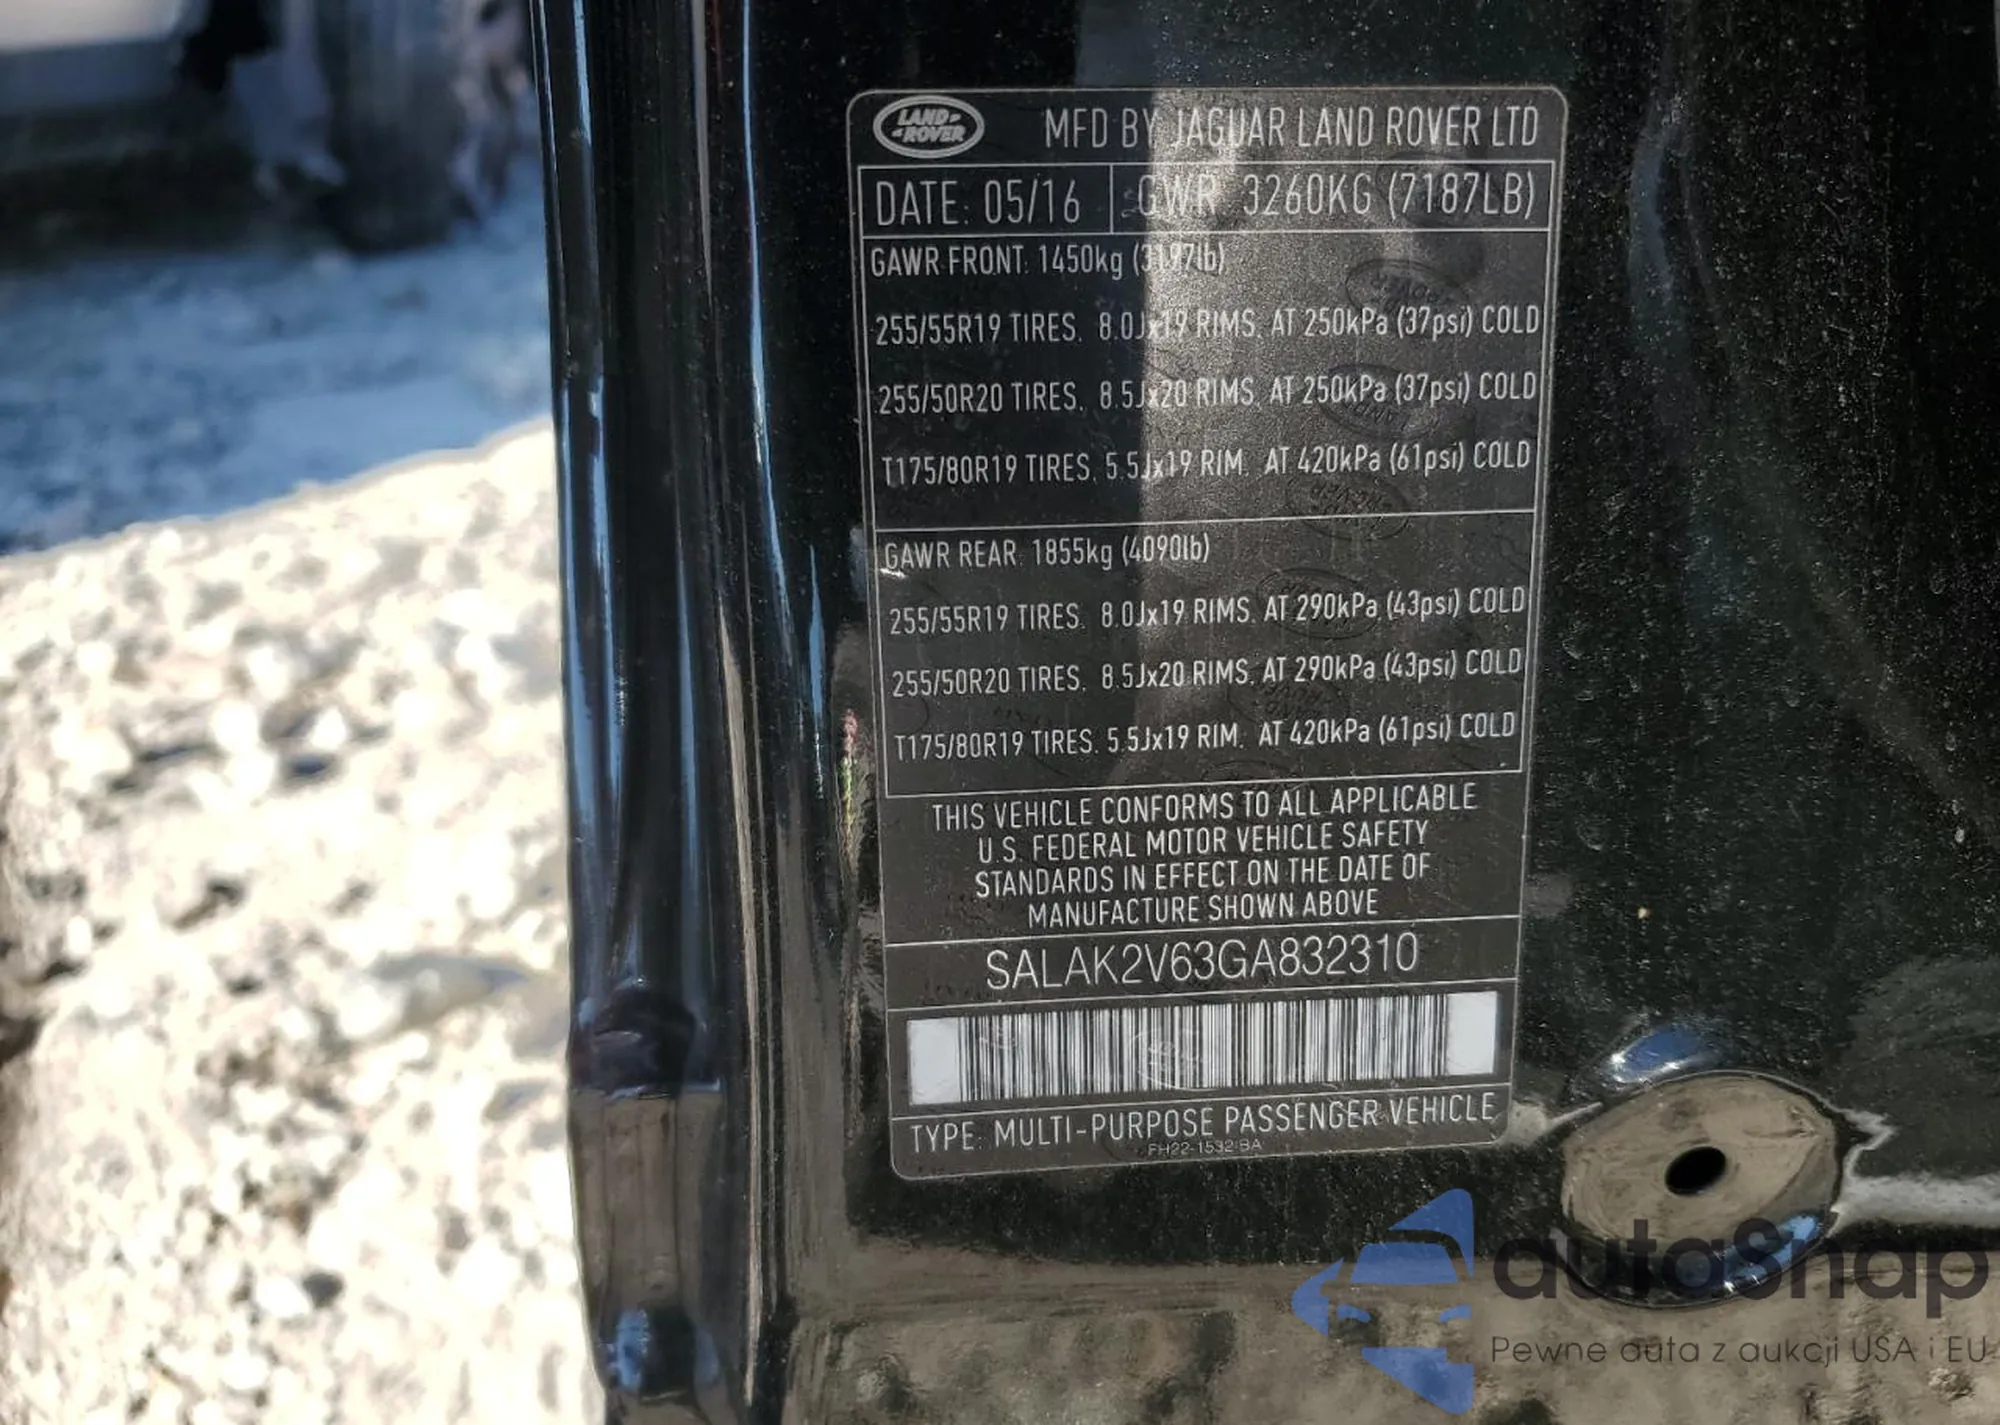 LAND ROVER
MFD BY JAGUAR LAND ROVER LTD
DATE: 05/16 GWR 3260KG (7187LB)
GAWR FRONT: 1450kg (3197lb)
255/55R19 TIRES. 8.0Jx19 RIMS. AT 250kPa (37psi) COLD
255/50R20 TIRES. 8.5Jx20 RIMS. AT 250kPa (37psi) COLD
T175/80R19 TIRES. 5.5Jx19 RIM. AT 420kPa (61psi) COLD
GAWR REAR: 1855kg (4090lb)
255/55R19 TIRES. 8.0Jx19 RIMS. AT 290kPa (43psi) COLD
255/50R20 TIRES. 8.5Jx20 RIMS. AT 290kPa (43psi) COLD
T175/80R19 TIRES. 5.5Jx19 RIM. AT 420kPa (61psi) COLD
THIS VEHICLE CONFORMS TO ALL APPLICABLE
U.S. FEDERAL MOTOR VEHICLE SAFETY
STANDARDS IN EFFECT ON THE DATE OF
MANUFACTURE SHOWN ABOVE
SALAK2V63GA832310
TYPE: MULTI-PURPOSE PASSENGER VEHICLE
FH22-1532-BA
autaSnap
Pewne auta z aukcji USA i EU